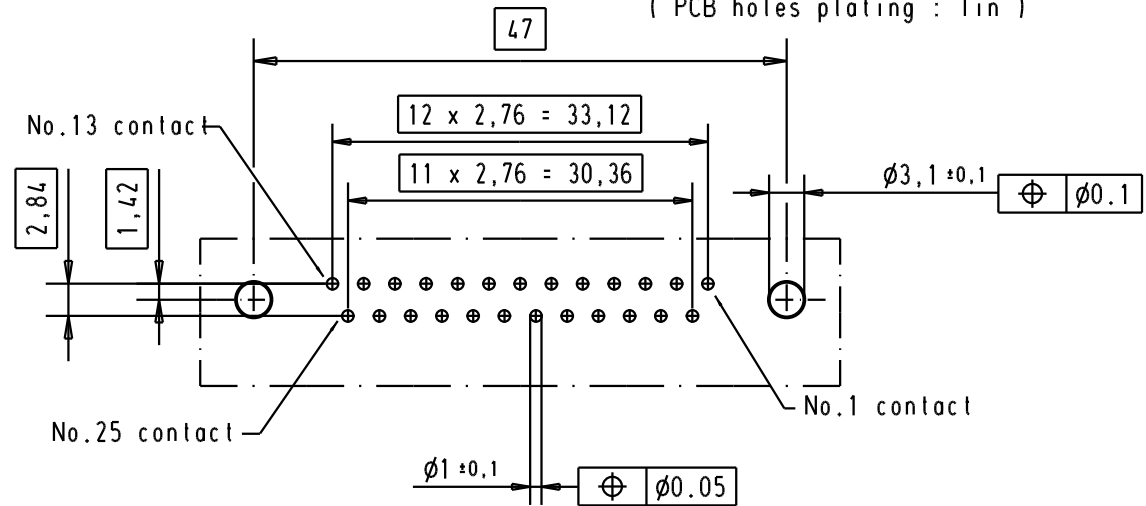 ( PCB holes plating : Tin )
47
12 x 2,76 = 33,12
No.13 contact
11 x 2,76 = 30,36
2,84
1,42
Ø3,1 ±0,1
Ø0.1
No.1 contact
No.25 contact
Ø1 ±0,1
Ø0.05